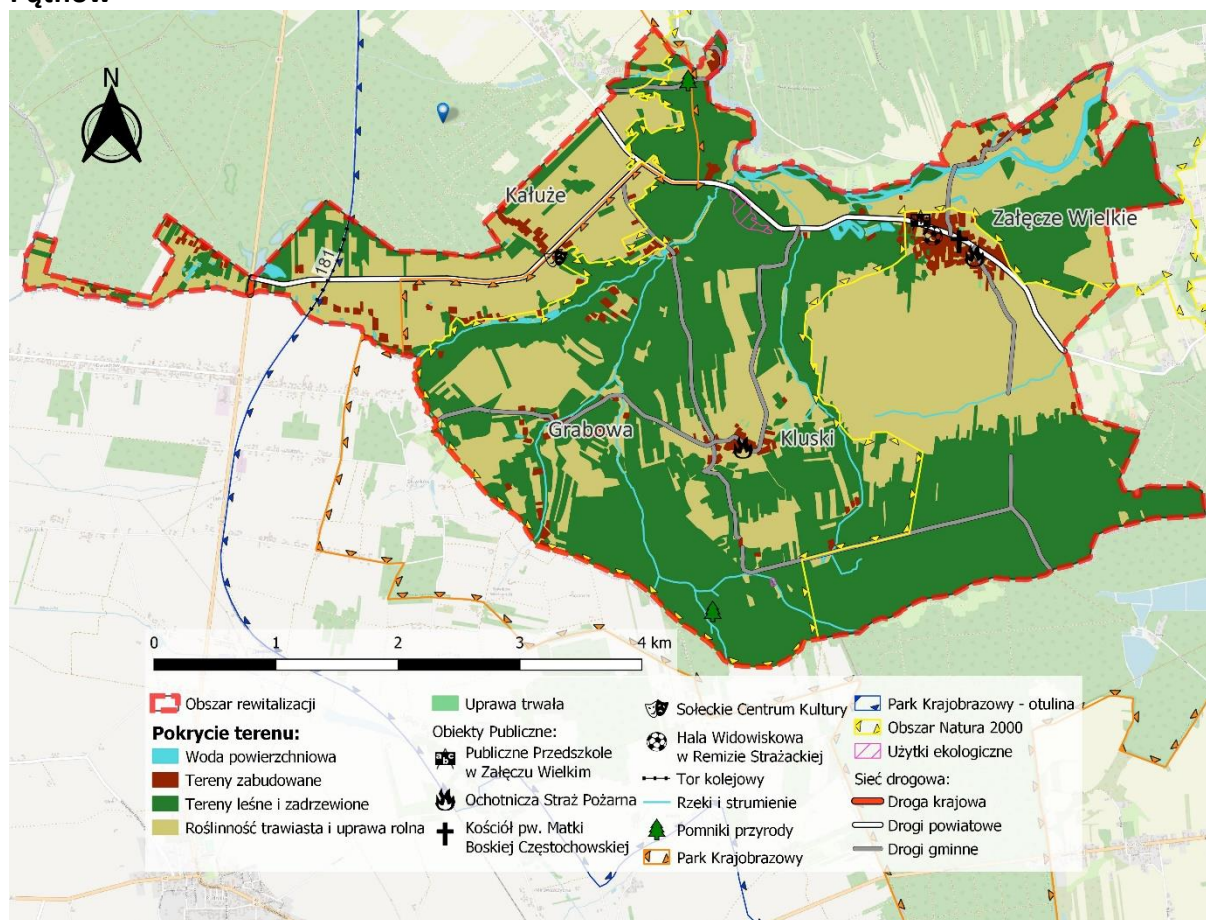 N
Kałuże
Załęcze Wielkie
181
Grabowa
Kluski
0 1 2 3 4 km
Obszar rewitalizacji
Pokrycie terenu:
Woda powierzchniowa
Tereny zabudowane
Tereny leśne i zadrzewione
Roślinność trawiasta i uprawa rolna
Uprawa trwała
Obiekty Publiczne:
Publiczne Przedszkole
w Załęczu Wielkim
Ochotnicza Straż Pożarna
Kościół pw. Matki
Boskiej Częstochowskiej
Sołeckie Centrum Kultury
Hala Widowiskowa
w Remizie Strażackiej
Tor kolejowy
Rzeki i strumienie
Pomniki przyrody
Park Krajobrazowy
Park Krajobrazowy - otulina
Obszar Natura 2000
Użytki ekologiczne
Sieć drogowa:
Droga krajowa
Drogi powiatowe
Drogi gminne